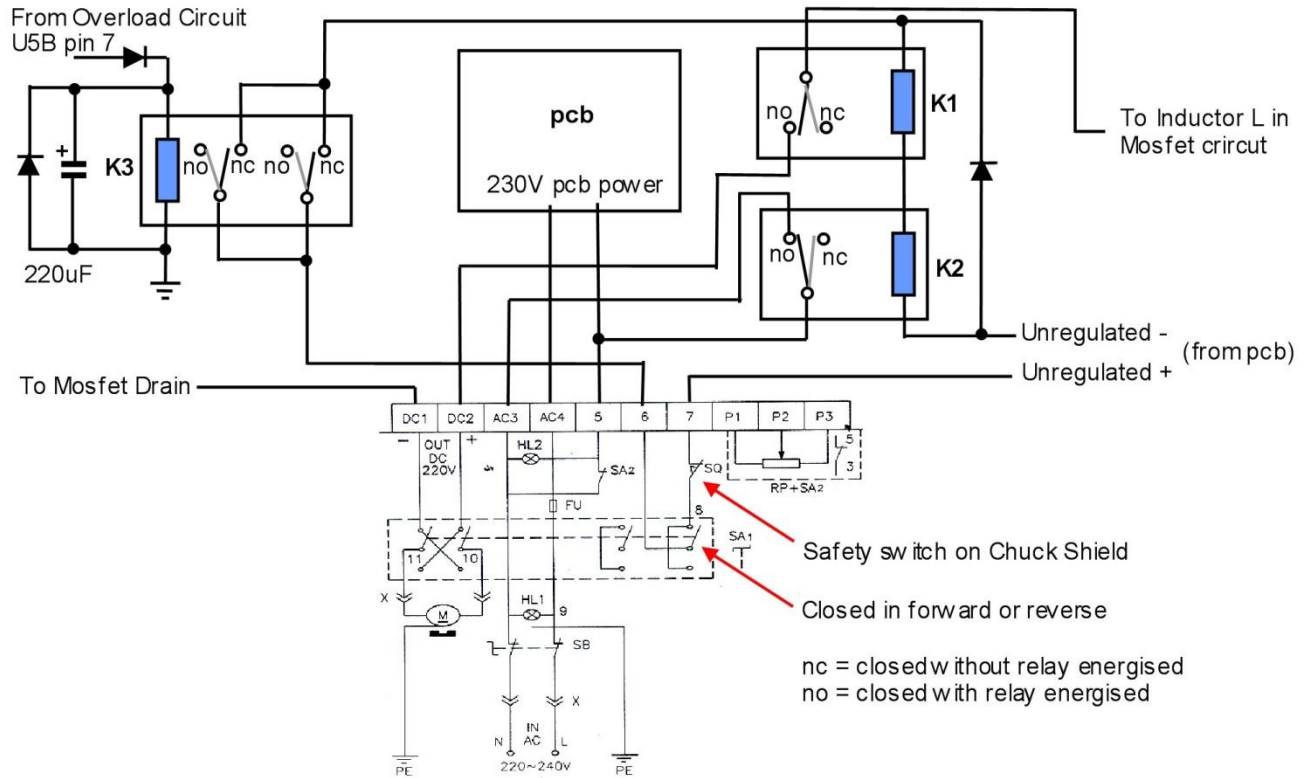 From Overload Circuit
U5B pin 7
+
no
nc
no
nc
K3
220uF
pcb
230V pcb power
no
nc
K1
To Inductor L in
Mosfet crircut
no
nc
K2
Unregulated -
(from pcb)
Unregulated +
To Mosfet Drain
DC1 DC2 AC3 AC4 5 6 7 P1 P2 P3
- OUT +
DC
220V
HL2
SA2
FU
SQ
8
5
3
RP+SA2
11
10
SA1
X
M
HL1
9
SB
X
IN
AC
N
L
220~240V
PE
PE
Safety switch on Chuck Shield
Closed in forward or reverse
nc = closed without relay energised
no = closed with relay energised